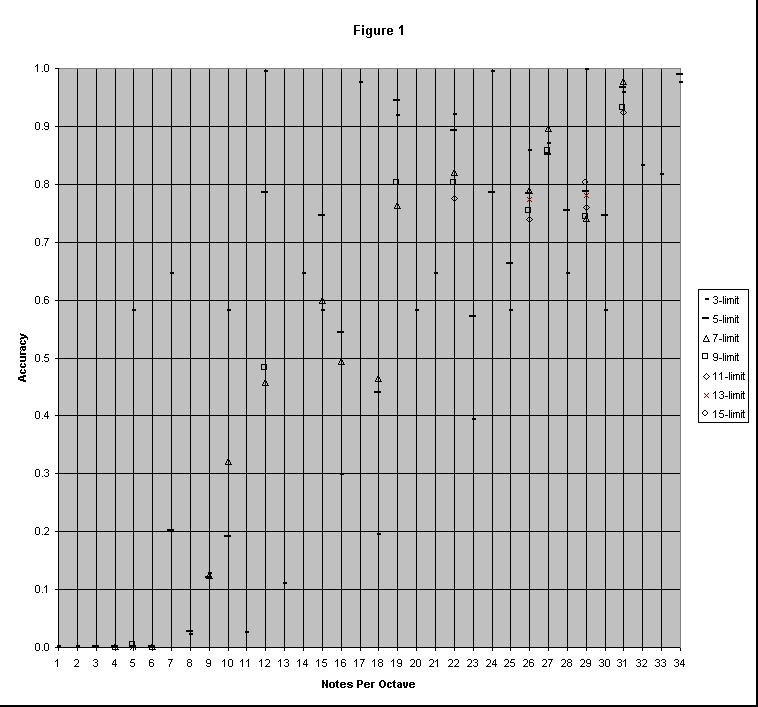 Figure 1
1.0
0.9
0.8
0.7
0.6
0.5
0.4
0.3
0.2
0.1
0.0
Accuracy
1 2 3 4 5 6 7 8 9 10 11 12 13 14 15 16 17 18 19 20 21 22 23 24 25 26 27 28 29 30 31 32 33 34
Notes Per Octave
3-limit
5-limit
7-limit
9-limit
11-limit
13-limit
15-limit